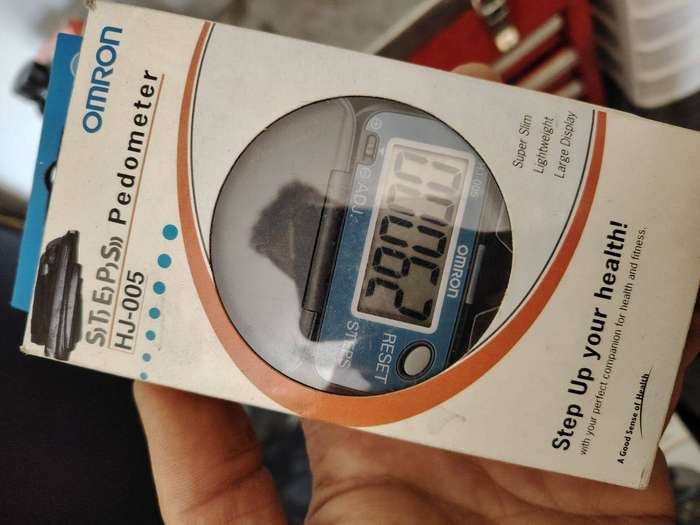 OMRON
S)T)E)P)S)) Pedometer
HJ-005
Super Slim
Lightweight
Large Display
ADJ.
OMRON
RESET
STEPS
Step Up your health!
with your perfect companion for health and fitness.
A Good Sense of Health